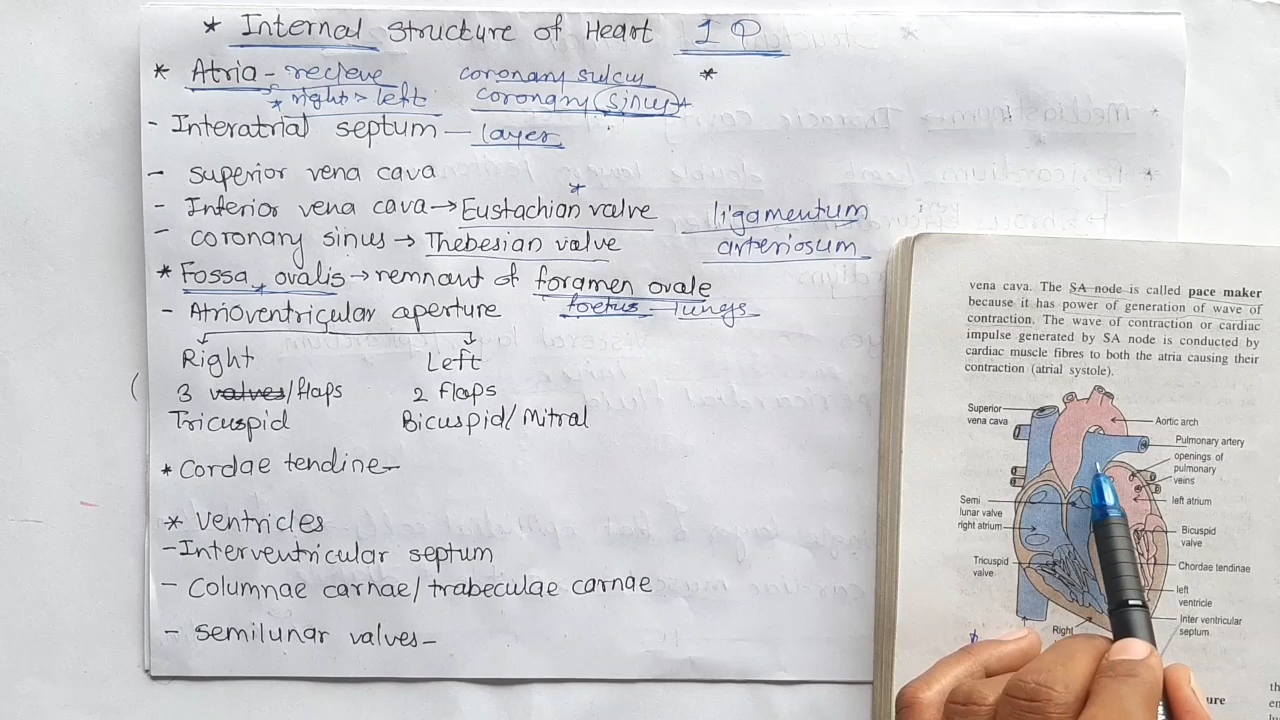 * Internal Structure of Heart 1 Q
* Atria - recieve coronary sulcus *
* right > left coronary sinus *
- Interatrial septum — layer
- superior vena cava
*
- Inferior vena cava → Eustachian valve ligamentum
- coronary sinus → Thebesian valve arteriosum
* Fossa ovalis → remnant of foramen ovale
- Atrioventricular aperture foetus — lungs
Right Left
3 valves/flaps 2 flaps
Tricuspid Bicuspid/Mitral
* Cordae tendine -
* Ventricles
- Interventricular septum
- Columnae carnae/trabeculae carnae
- semilunar valves -
vena cava. The SA node is called pace maker
because it has power of generation of wave of
contraction. The wave of contraction or cardiac
impulse generated by SA node is conducted by
cardiac muscle fibres to both the atria causing their
contraction (atrial systole).
Superior
vena cava
Aortic arch
Pulmonary artery
openings of
pulmonary
veins
Semi
lunar valve
left atrium
right atrium
Bicuspid
valve
Tricuspid
valve
Chordae tendinae
left
ventricle
Inter ventricular
septum
Right
ure
th
en